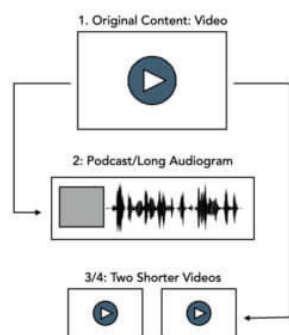 1. Original Content: Video
2: Podcast/Long Audiogram
3/4: Two Shorter Videos